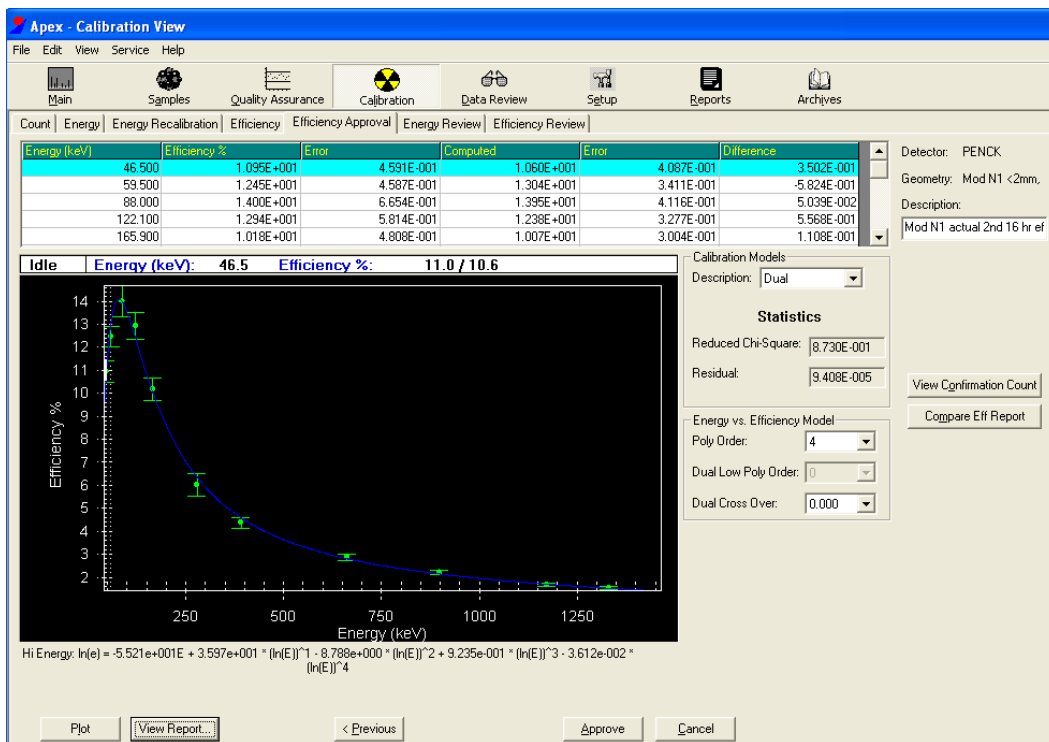 Apex - Calibration View
File Edit View Service Help
Main Samples Quality Assurance Calibration Data Review Setup Reports Archives
Count Energy Energy Recalibration Efficiency Efficiency Approval Energy Review Efficiency Review
Energy (keV) Efficiency % Error Computed Error Difference
46.500 1.095E+001 4.591E-001 1.060E+001 4.087E-001 3.502E-001
59.500 1.245E+001 4.587E-001 1.304E+001 3.411E-001 -5.824E-001
88.000 1.400E+001 6.654E-001 1.395E+001 4.116E-001 5.039E-002
122.100 1.294E+001 5.814E-001 1.238E+001 3.277E-001 5.568E-001
165.900 1.018E+001 4.808E-001 1.007E+001 3.004E-001 1.108E-001
Detector: PENCK
Geometry: Mod N1 <2mm,
Description:
Mod N1 actual 2nd 16 hr ef
Idle Energy (keV): 46.5 Efficiency %: 11.0 / 10.6
14
13
12
11
10
9
8
7
6
5
4
3
2
Efficiency %
250 500 750 1000 1250
Energy (keV)
Hi Energy: ln(e) = -5.521e+001E + 3.597e+001 * (ln(E))^1 - 8.788e+000 * (ln(E))^2 + 9.235e-001 * (ln(E))^3 - 3.612e-002 *
(ln(E))^4
Calibration Models
Description: Dual
Statistics
Reduced Chi-Square: 8.730E-001
Residual: 9.408E-005
Energy vs. Efficiency Model
Poly Order: 4
Dual Low Poly Order: 0
Dual Cross Over: 0.000
View Confirmation Count
Compare Eff Report
Plot View Report... < Previous Approve Cancel